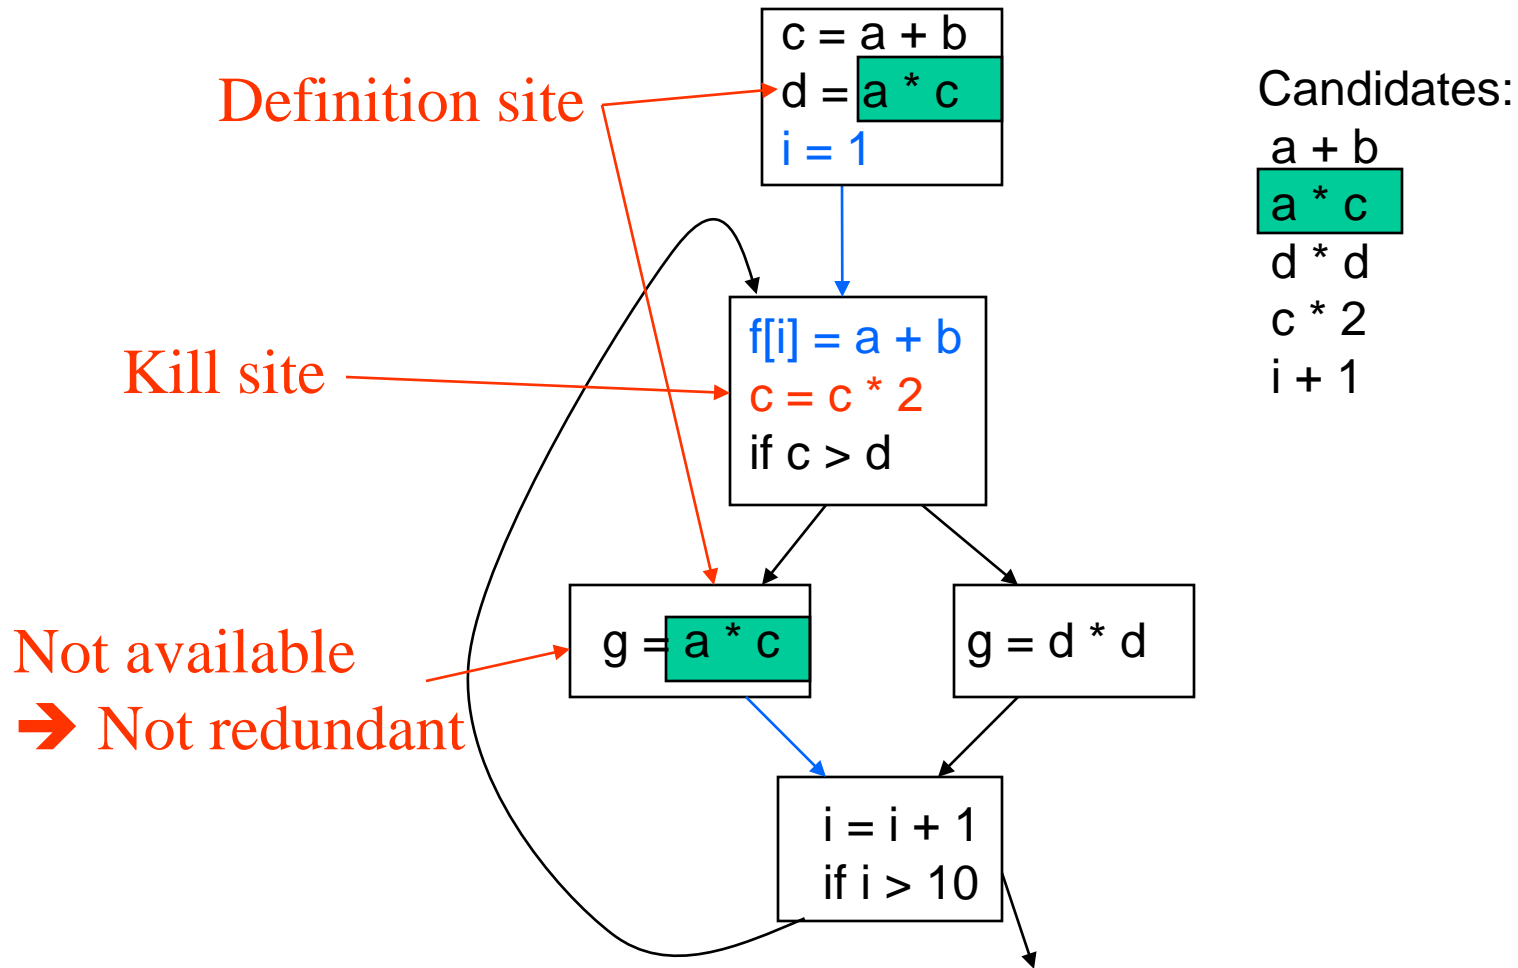 c = a + b
d = a * c
i = 1
Definition site
Candidates:
a + b
a * c
d * d
c * 2
i + 1
f[i] = a + b
c = c * 2
if c > d
Kill site
g = a * c
g = d * d
Not available
➔ Not redundant
i = i + 1
if i > 10